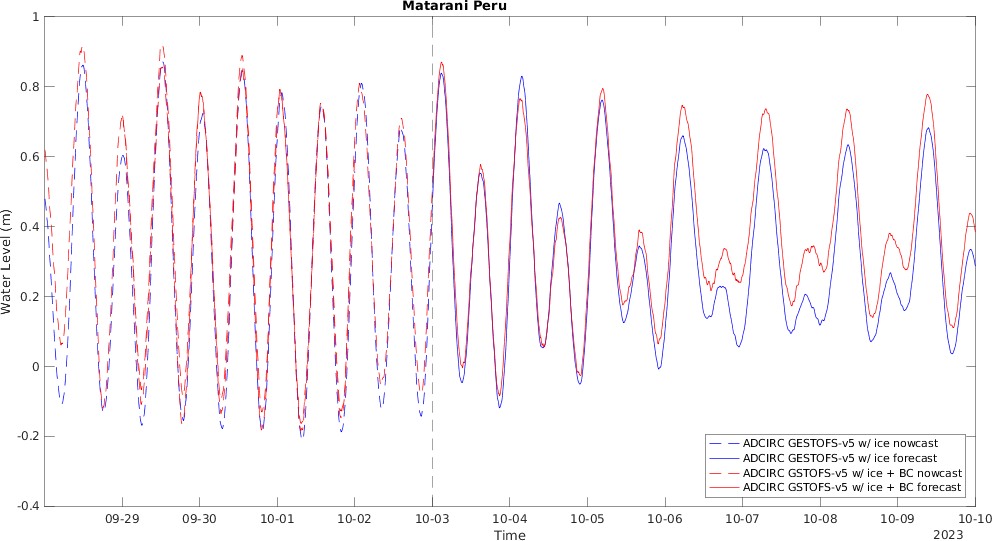 Matarani Peru
1
0.8
0.6
0.4
0.2
0
-0.2
-0.4
Water Level (m)
ADCIRC GESTOFS-v5 w/ ice nowcast
ADCIRC GESTOFS-v5 w/ ice forecast
ADCIRC GSTOFS-v5 w/ ice + BC nowcast
ADCIRC GSTOFS-v5 w/ ice + BC forecast
09-29 09-30 10-01 10-02 10-03 10-04 10-05 10-06 10-07 10-08 10-09 10-10
Time
2023